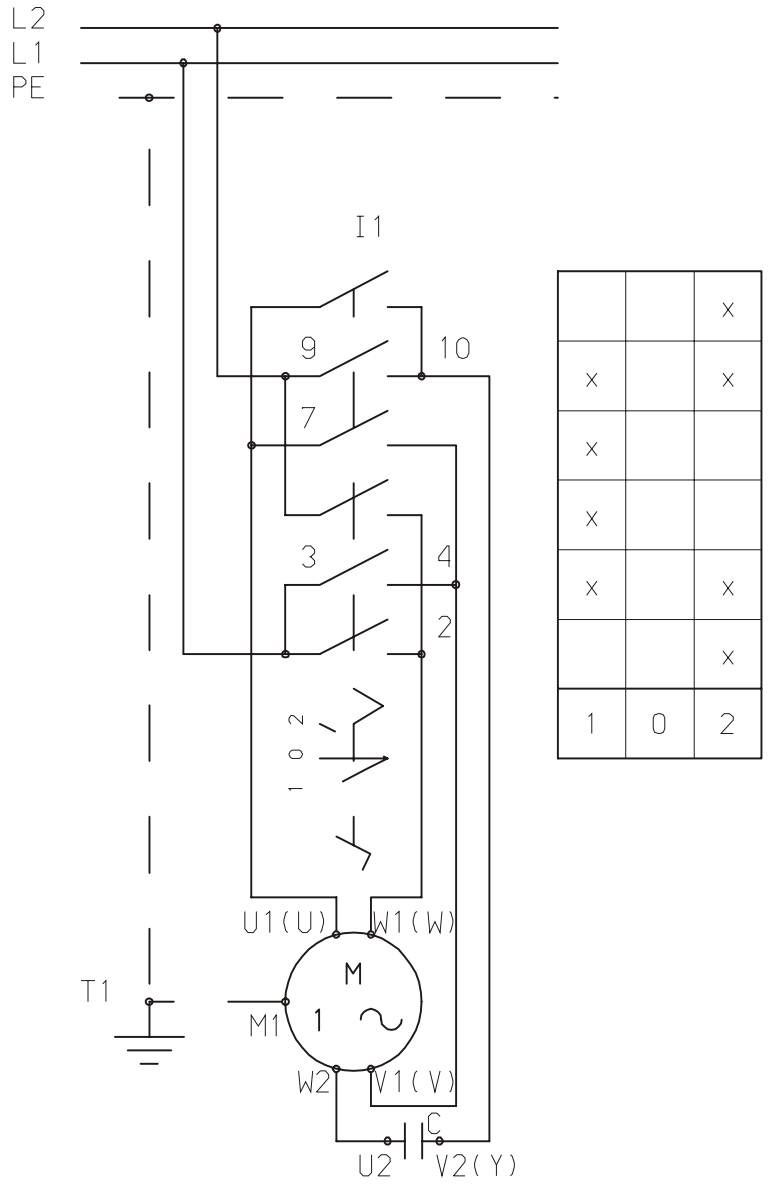 L2
L1
PE
I1
x
9 10
x x
7
x
x
3 4
x x
2
x
1 0 2
1 0 2
U1(U) W1(W)
M
T1
M1 1
W2 V1(V)
C
U2 V2(Y)